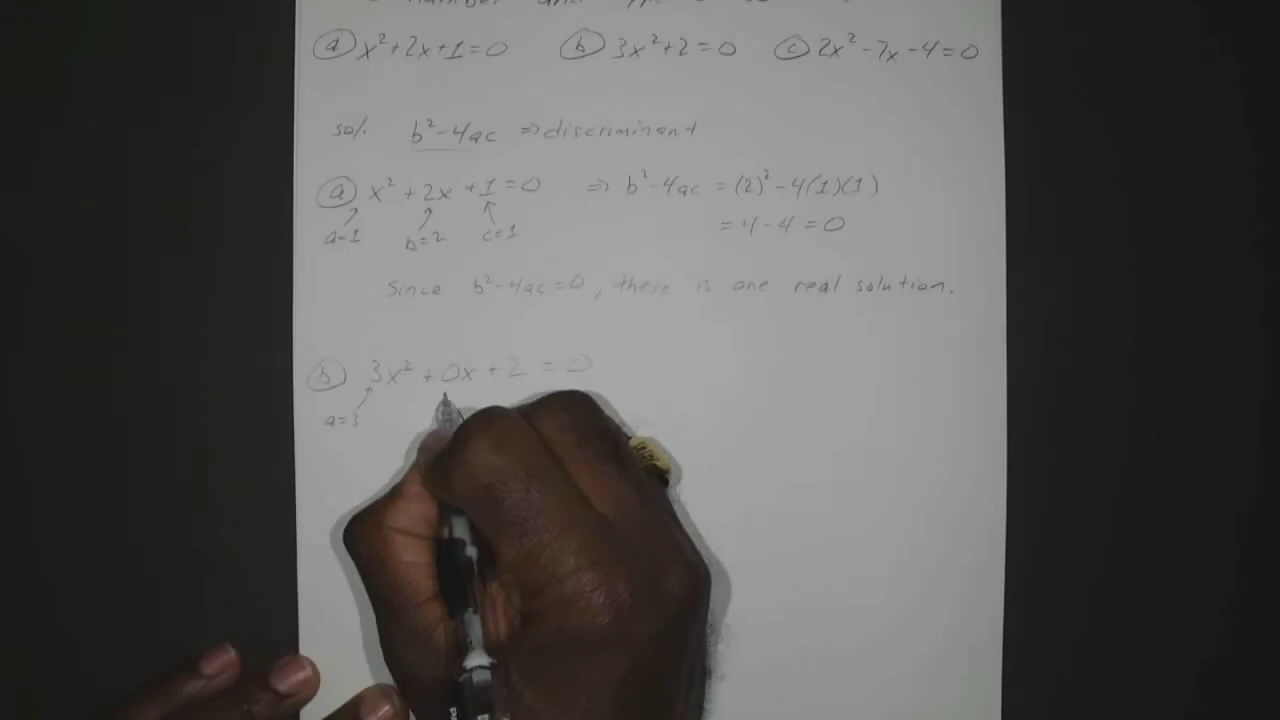 number and
ⓐ x² + 2x + 1 = 0 ⓑ 3x² + 2 = 0 ⓒ 2x² - 7x - 4 = 0
sol. b² - 4ac ⇒ discriminant
ⓐ x² + 2x + 1 = 0 ⇒ b² - 4ac = (2)² - 4(1)(1)
a=1 b=2 c=1 = 4 - 4 = 0
Since b² - 4ac = 0, there is one real solution.
ⓑ 3x² + 0x + 2 = 0
a=3